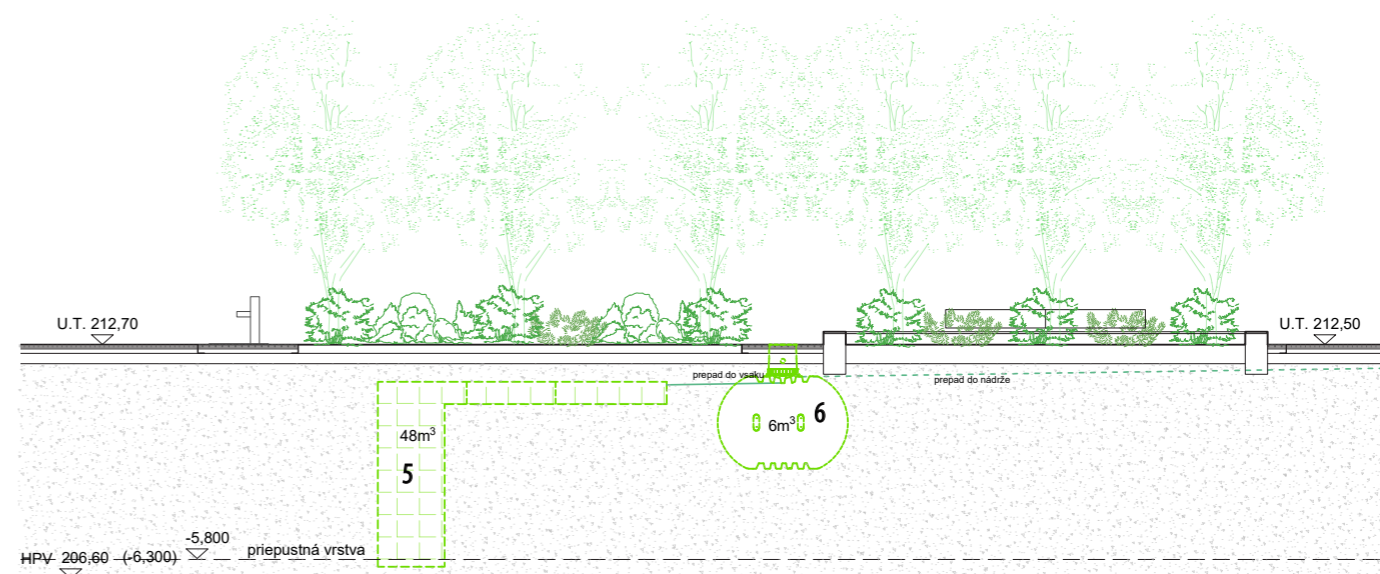 U.T. 212,70
U.T. 212,50
prepad do vsaku
prepad do nádrže
48m³
5
6m³
6
-5,800
priepustná vrstva
HPV 206,60 (-6,300)